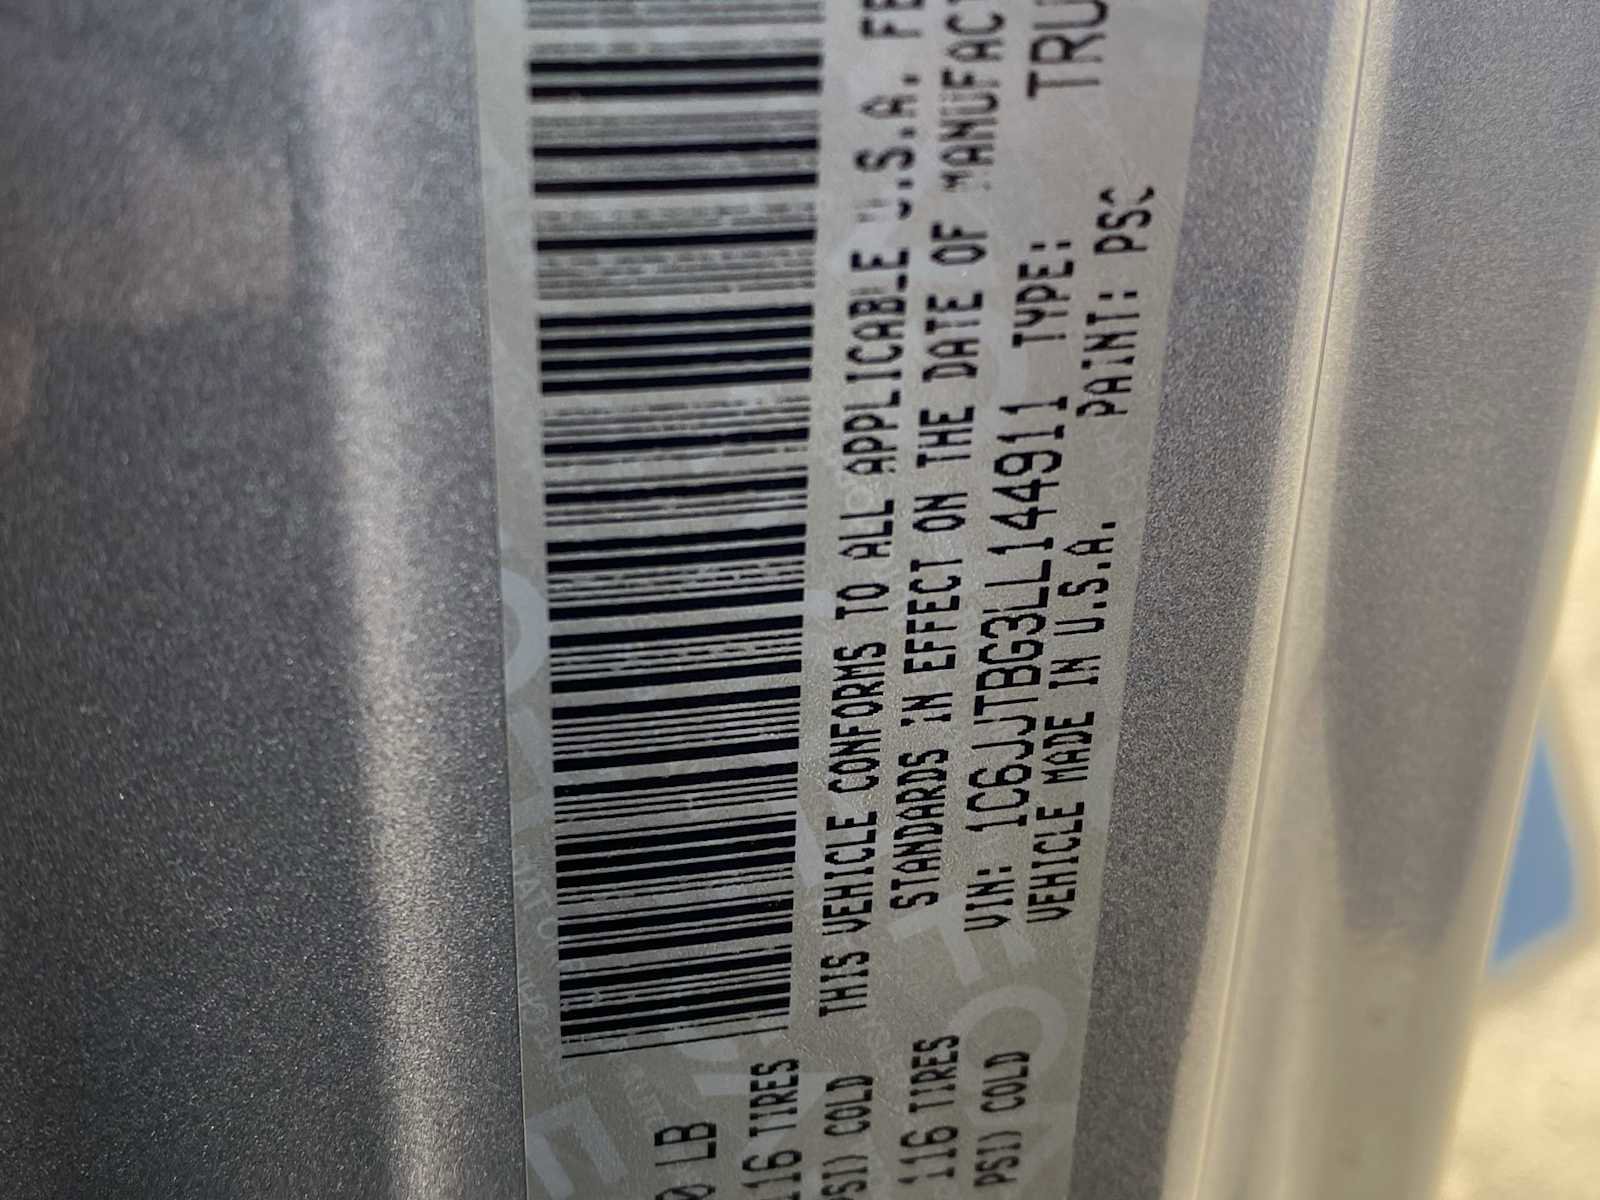 0 LB
116 TIRES
PSI) COLD
116 TIRES
PSI) COLD
THIS VEHICLE CONFORMS TO ALL APPLICABLE U.S.A. FE
STANDARDS IN EFFECT ON THE DATE OF MANUFACT
VIN: 1C6JJTBG3LL144911 TYPE: TRU
VEHICLE MADE IN U.S.A. PAINT: PSC